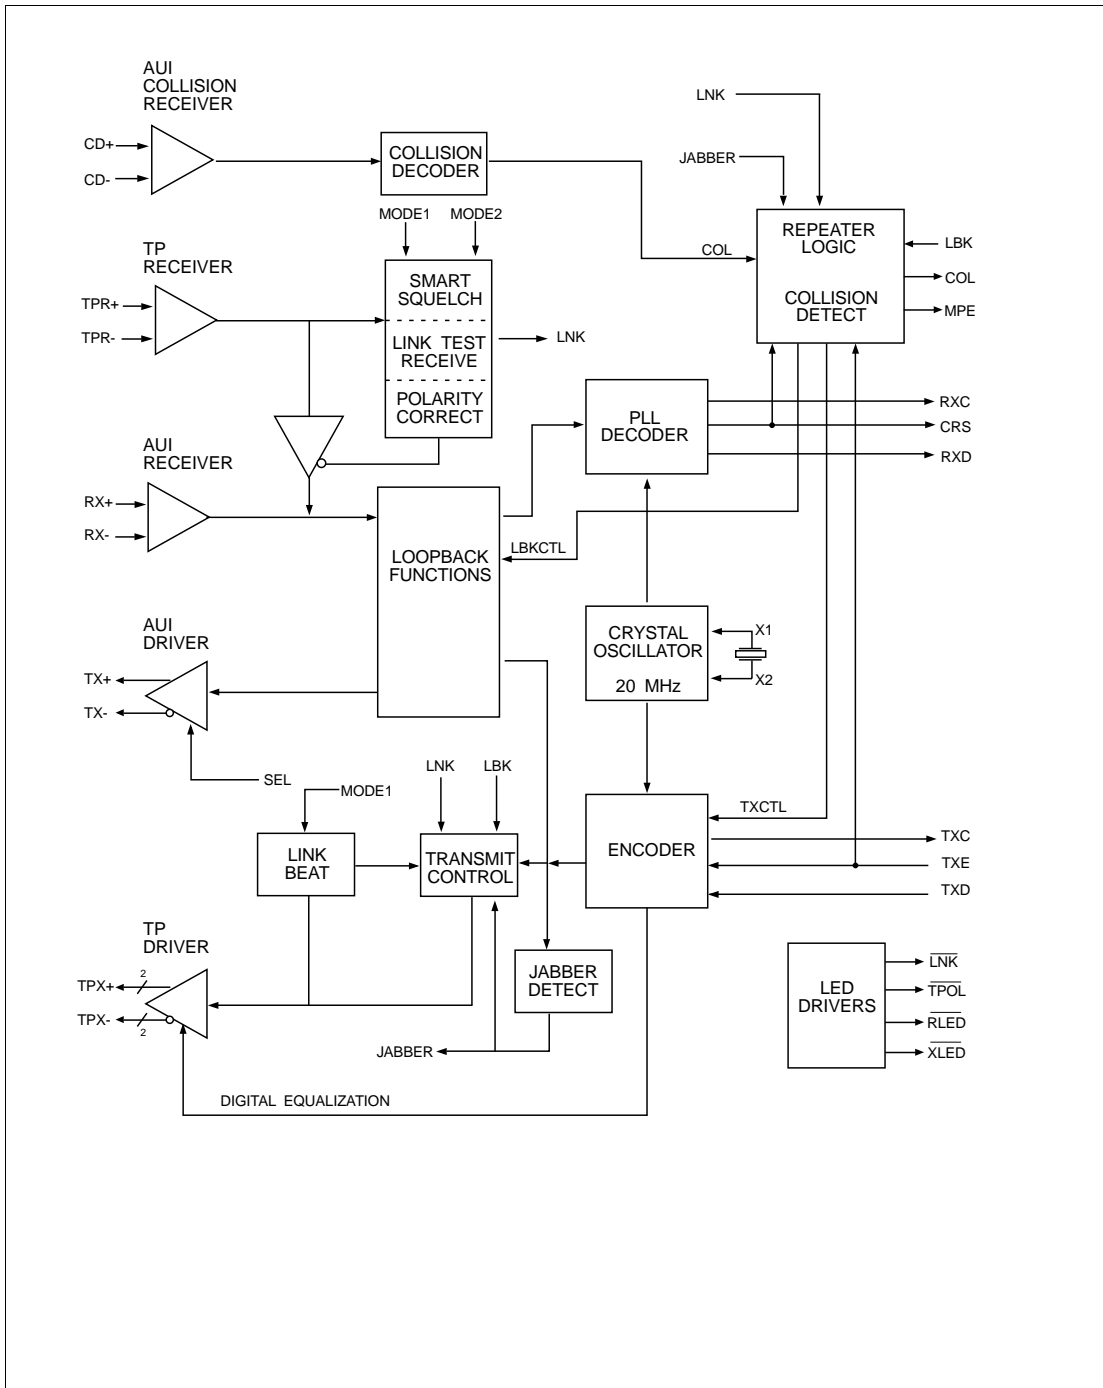 AUI
COLLISION
RECEIVER
CD+
CD-
COLLISION
DECODER
LNK
JABBER
REPEATER
LOGIC
COLLISION
DETECT
COL
LBK
COL
MPE
MODE1
MODE2
TP
RECEIVER
TPR+
TPR-
SMART
SQUELCH
LINK TEST
RECEIVE
POLARITY
CORRECT
LNK
PLL
DECODER
RXC
CRS
RXD
AUI
RECEIVER
RX+
RX-
LOOPBACK
FUNCTIONS
LBKCTL
CRYSTAL
OSCILLATOR
20 MHz
X1
X2
AUI
DRIVER
TX+
TX-
SEL
MODE1
LNK
LBK
LINK
BEAT
TRANSMIT
CONTROL
ENCODER
TXCTL
TXC
TXE
TXD
TP
DRIVER
TPX+
2
TPX-
2
JABBER
DETECT
JABBER
DIGITAL EQUALIZATION
LED
DRIVERS
LNK
TPOL
RLED
XLED